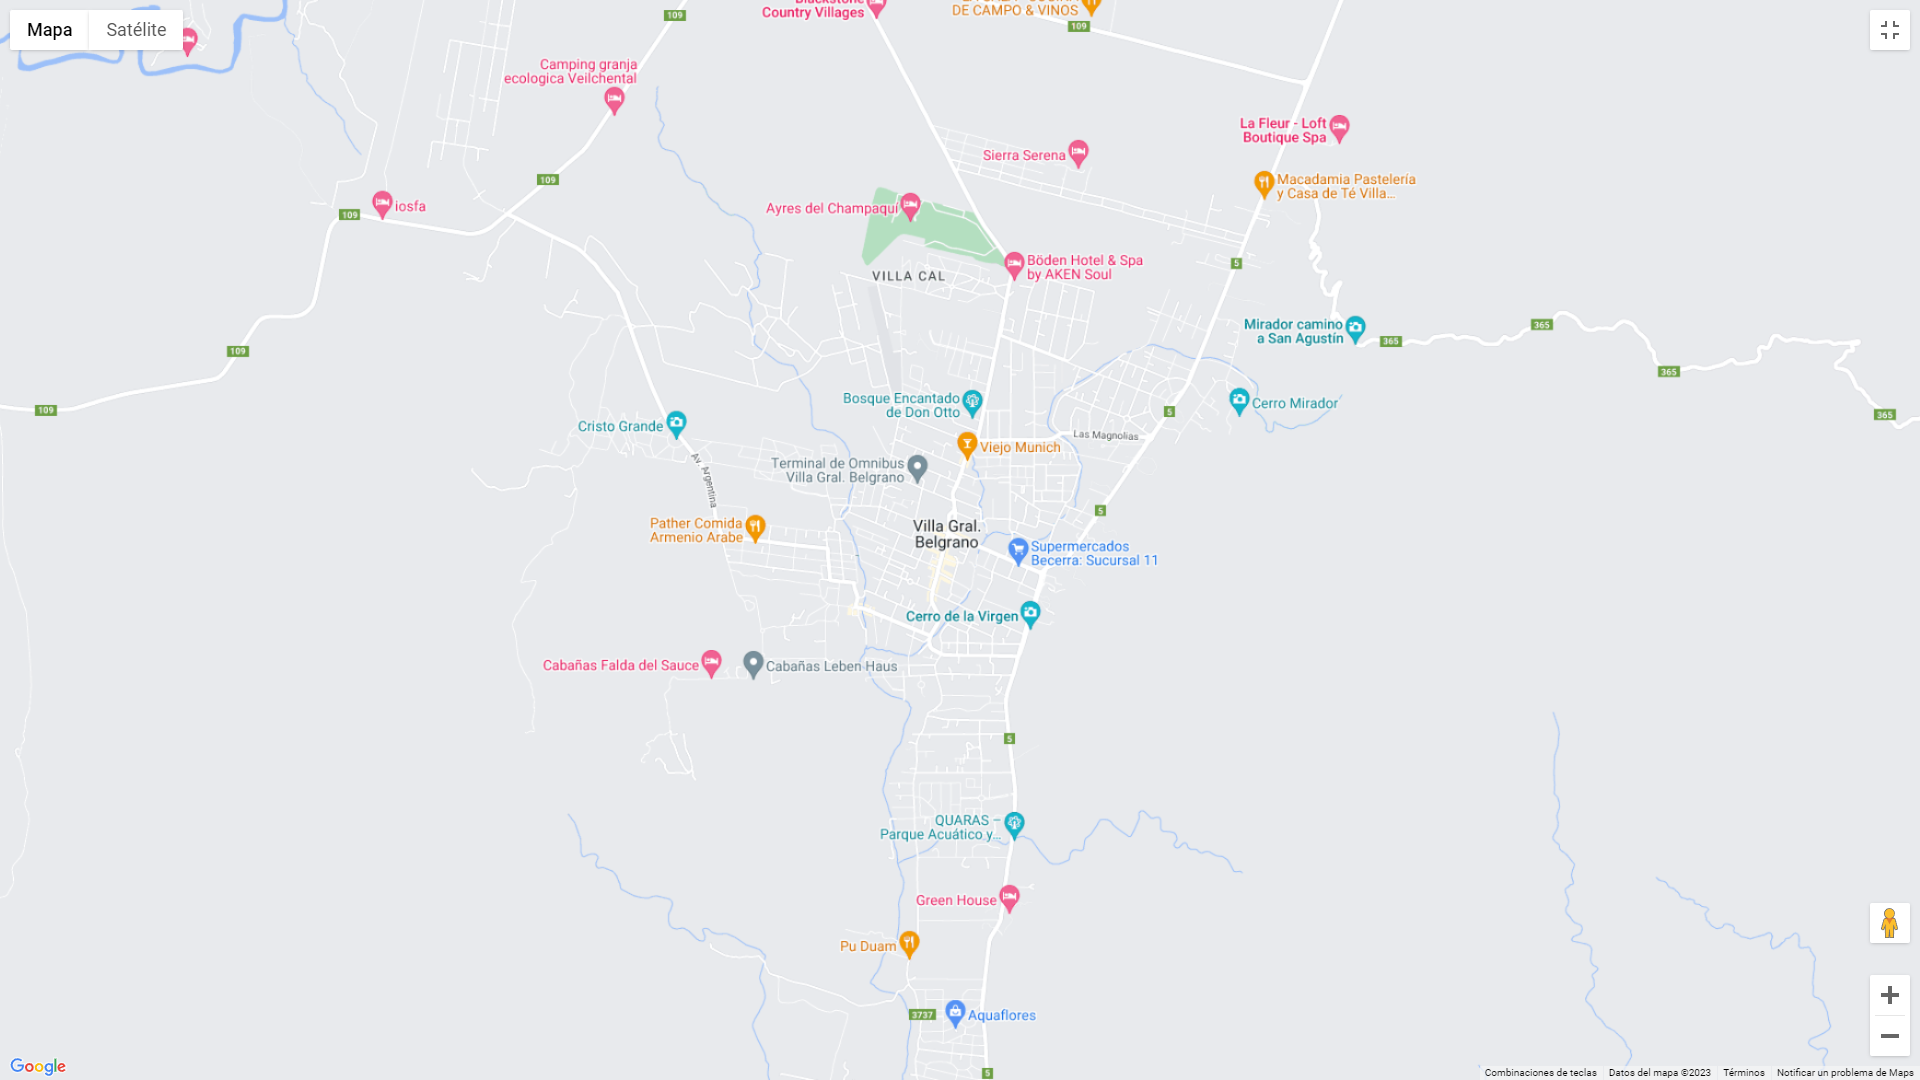 Mapa
Satélite
Blackstone
Country Villages
DE CAMPO & VINOS
109
109
Camping granja
ecologica Veilchental
La Fleur - Loft
Boutique Spa
Sierra Serena
109
Macadamia Pastelería
y Casa de Té Villa...
iosfa
109
Ayres del Champaquí
Böden Hotel & Spa
by AKEN Soul
5
VILLA CAL
Mirador camino
a San Agustín
365
365
109
365
Bosque Encantado
de Don Otto
Cerro Mirador
109
5
365
Cristo Grande
Las Magnolias
Viejo Munich
Terminal de Omnibus
Villa Gral. Belgrano
Av. Argentina
5
Pather Comida
Armenio Arabe
Villa Gral.
Belgrano
Supermercados
Becerra: Sucursal 11
Cerro de la Virgen
Cabañas Falda del Sauce
Cabañas Leben Haus
5
QUARAS –
Parque Acuático y...
Green House
Pu Duam
3737
Aquaflores
5
Google
Combinaciones de teclas
Datos del mapa ©2023
Términos
Notificar un problema de Maps